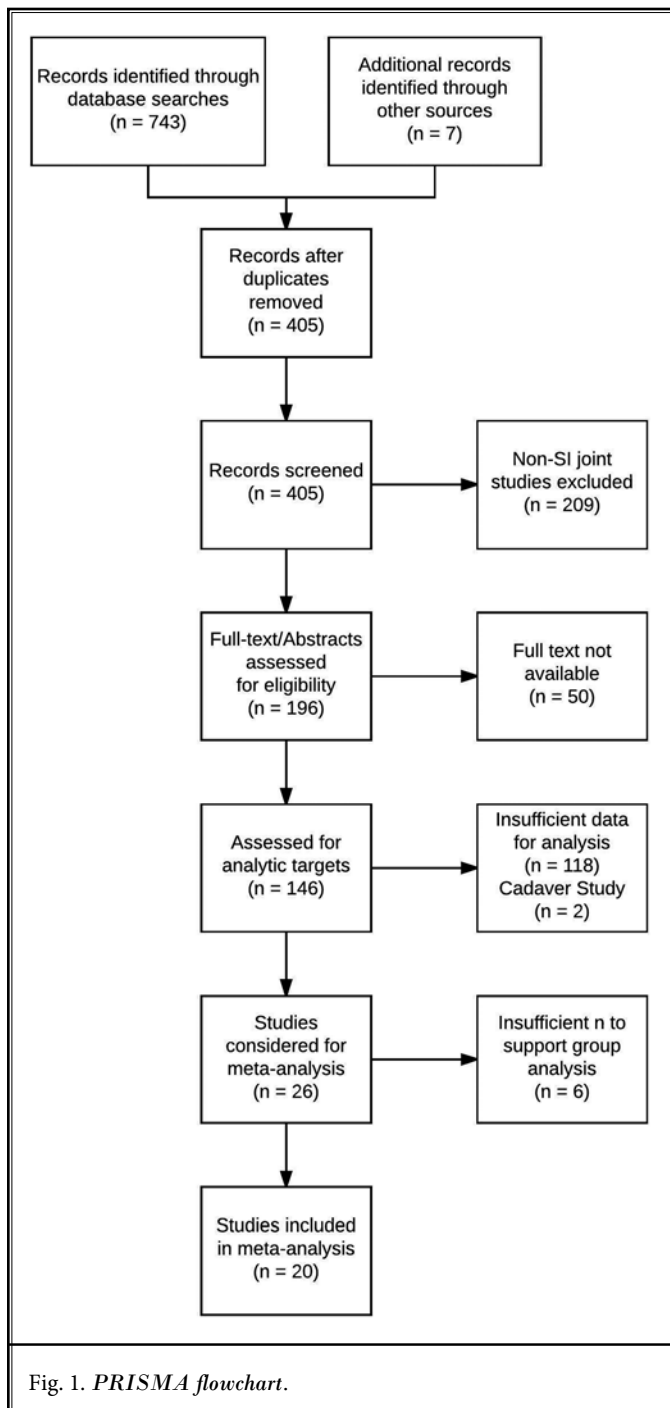 Records identified through
database searches
(n = 743)
Additional records
identified through
other sources
(n = 7)
Records after
duplicates
removed
(n = 405)
Records screened
(n = 405)
Non-SI joint
studies excluded
(n = 209)
Full-text/Abstracts
assessed
for eligibility
(n = 196)
Full text not
available
(n = 50)
Assessed for
analytic targets
(n = 146)
Insufficient data
for analysis
(n = 118)
Cadaver Study
(n = 2)
Studies
considered for
meta-analysis
(n = 26)
Insufficient n to
support group
analysis
(n = 6)
Studies included
in meta-analysis
(n = 20)
Fig. 1. PRISMA flowchart.